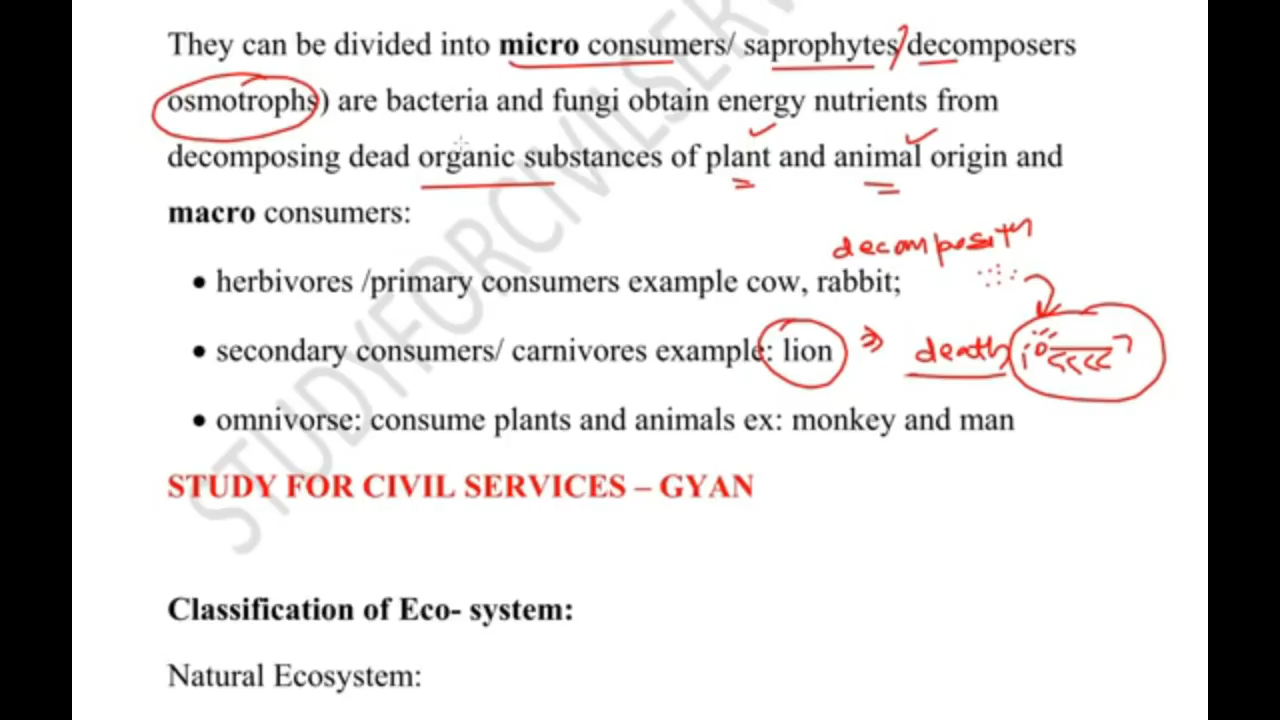 They can be divided into micro consumers/ saprophytes/decomposers
osmotrophs) are bacteria and fungi obtain energy nutrients from
decomposing dead organic substances of plant and animal origin and
macro consumers:
decomposith
• herbivores /primary consumers example cow, rabbit;
• secondary consumers/ carnivores example: lion ⇒ death
• omnivorse: consume plants and animals ex: monkey and man
STUDY FOR CIVIL SERVICES – GYAN
Classification of Eco- system:
Natural Ecosystem:
STUDYFORCIVILSERV